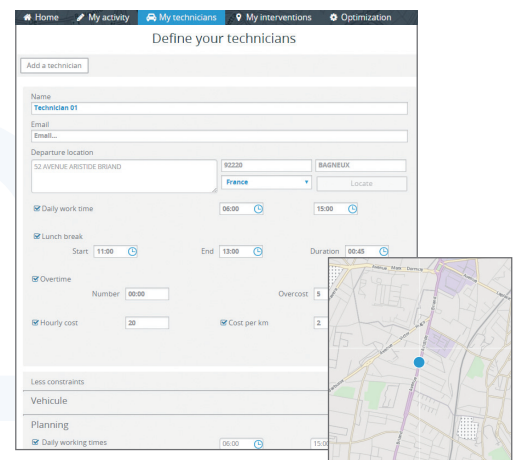 Home My activity My technicians My interventions Optimization
Define your technicians
Add a technician
Name
Technician 01
Email
Email...
Departure location
52 AVENUE ARISTIDE BRIAND 92220 BAGNEUX
France Locate
Daily work time 06:00 15:00
Lunch break
Start 11:00 End 13:00 Duration 00:45
Overtime
Number 00:00 Overcost 5
Hourly cost 20 Cost per km 2
Less constraints
Vehicule
Planning
Daily working times 06:00 15:00